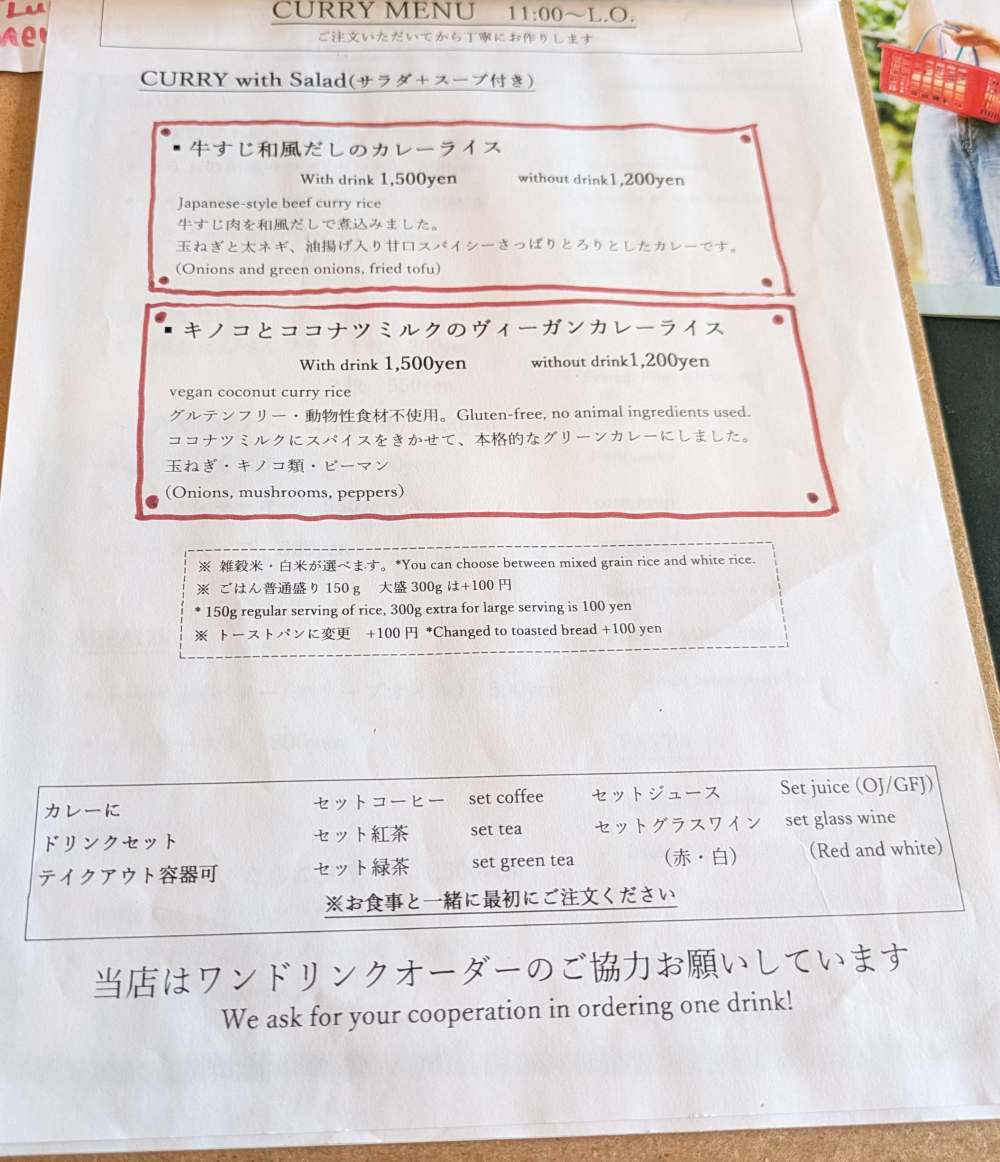 CURRY MENU 11:00～L.O.
ご注文いただいてから丁寧にお作りします
CURRY with Salad(サラダ＋スープ付き)
▪ 牛すじ和風だしのカレーライス
With drink 1,500yen without drink1,200yen
Japanese-style beef curry rice
牛すじ肉を和風だしで煮込みました。
玉ねぎと太ネギ、油揚げ入り甘口スパイシーさっぱりとろりとしたカレーです。
(Onions and green onions, fried tofu)
▪ キノコとココナツミルクのヴィーガンカレーライス
With drink 1,500yen without drink1,200yen
vegan coconut curry rice
グルテンフリー・動物性食材不使用。Gluten-free, no animal ingredients used.
ココナツミルクにスパイスをきかせて、本格的なグリーンカレーにしました。
玉ねぎ・キノコ類・ピーマン
(Onions, mushrooms, peppers)
※ 雑穀米・白米が選べます。*You can choose between mixed grain rice and white rice.
※ ごはん普通盛り 150g 大盛 300g は+100 円
* 150g regular serving of rice, 300g extra for large serving is 100 yen
※ トーストパンに変更 +100 円 *Changed to toasted bread +100 yen
カレーに セットコーヒー set coffee セットジュース Set juice (OJ/GFJ)
ドリンクセット セット紅茶 set tea セットグラスワイン set glass wine
テイクアウト容器可 セット緑茶 set green tea (赤・白) (Red and white)
※お食事と一緒に最初にご注文ください
当店はワンドリンクオーダーのご協力お願いしています
We ask for your cooperation in ordering one drink!